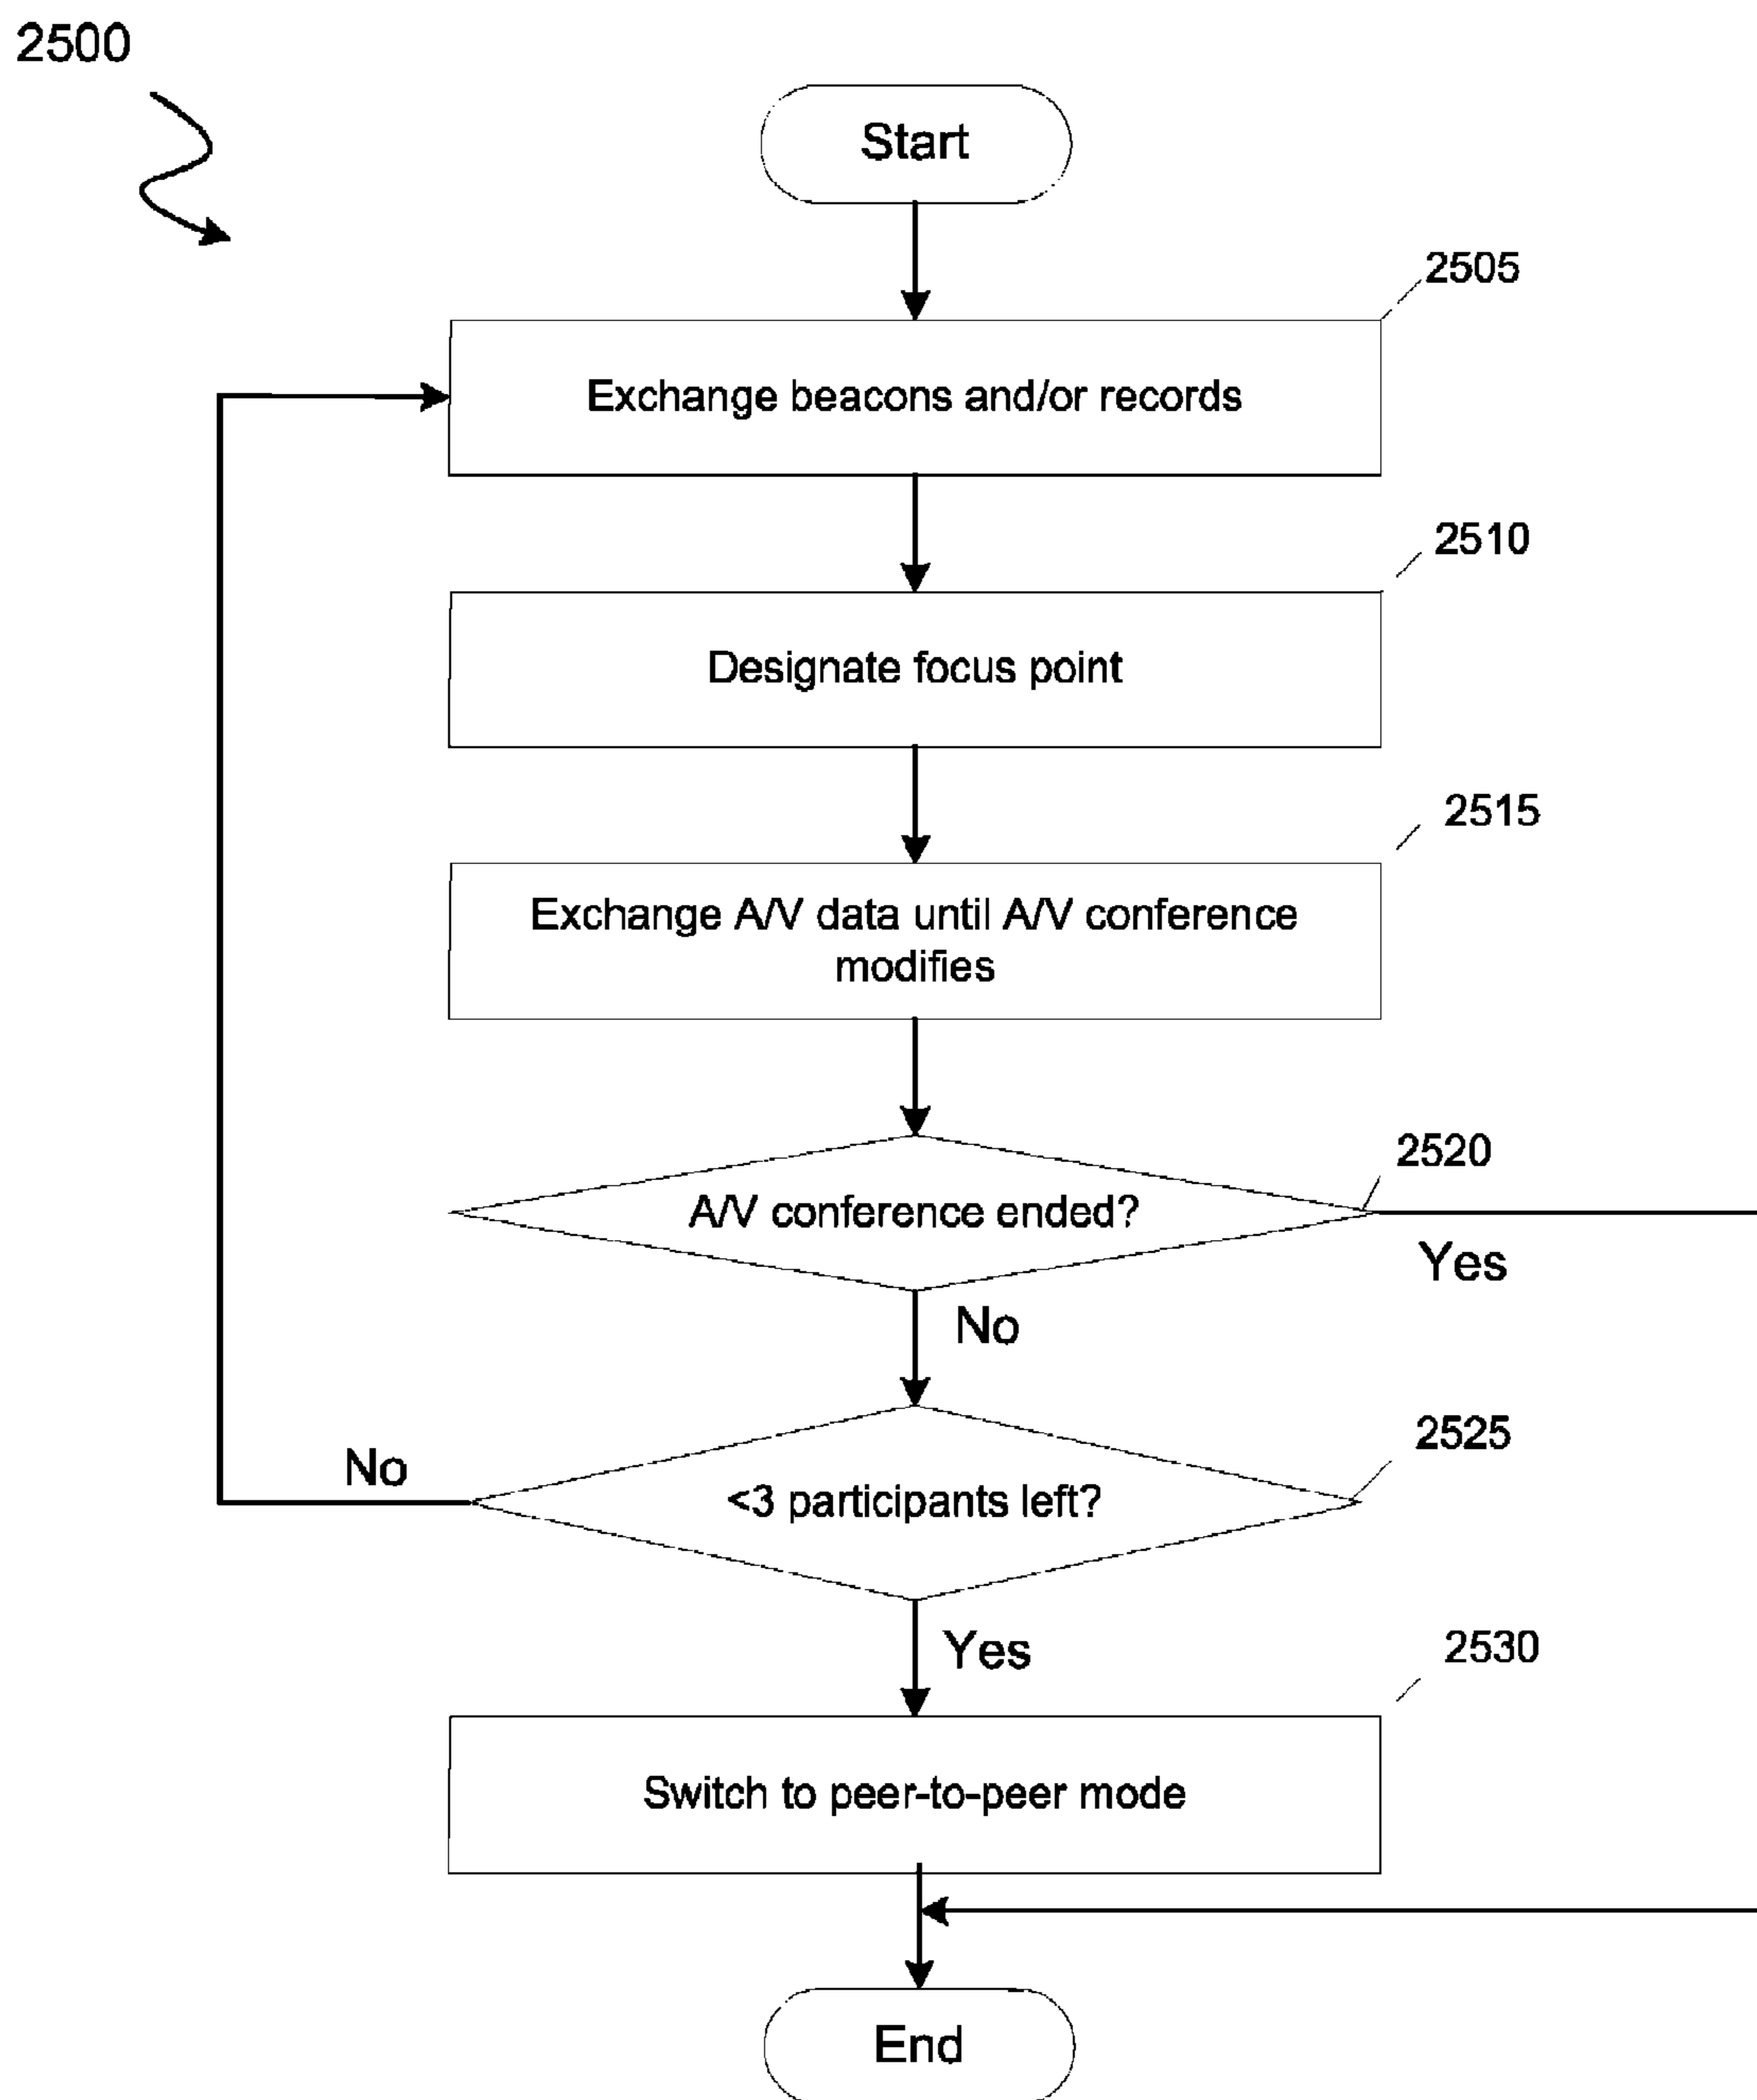 2500
Start
2505
Exchange beacons and/or records
2510
Designate focus point
2515
Exchange A/V data until A/V conference
modifies
2520
A/V conference ended?
Yes
No
2525
<3 participants left?
No
Yes
2530
Switch to peer-to-peer mode
End